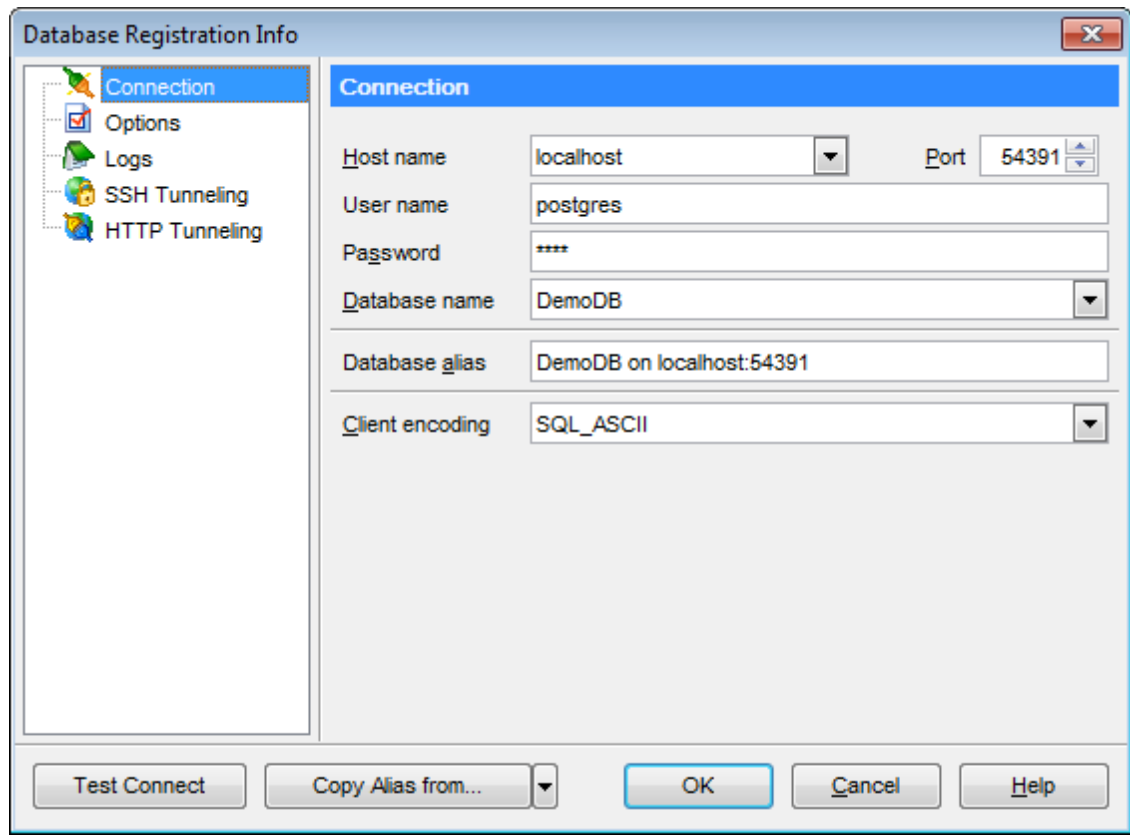 Database Registration Info
Connection
Options
Logs
SSH Tunneling
HTTP Tunneling
Connection
Host name localhost Port 54391
User name postgres
Password ****
Database name DemoDB
Database alias DemoDB on localhost:54391
Client encoding SQL_ASCII
Test Connect Copy Alias from... OK Cancel Help